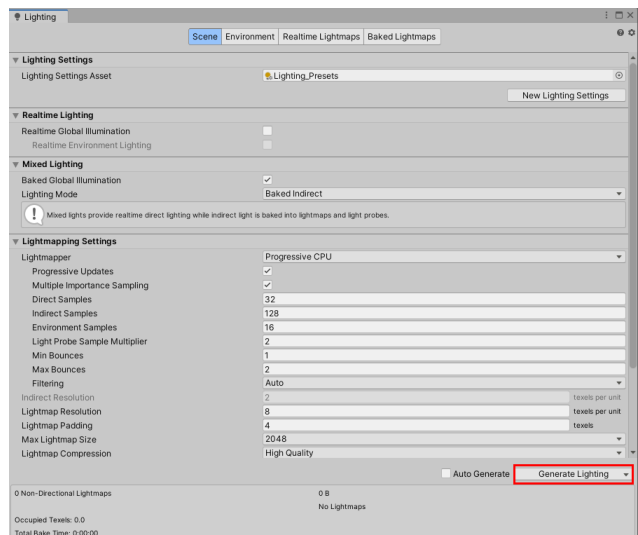 Lighting
Scene Environment Realtime Lightmaps Baked Lightmaps
Lighting Settings
Lighting Settings Asset Lighting_Presets
New Lighting Settings
Realtime Lighting
Realtime Global Illumination
Realtime Environment Lighting
Mixed Lighting
Baked Global Illumination
Lighting Mode Baked Indirect
Mixed lights provide realtime direct lighting while indirect light is baked into lightmaps and light probes.
Lightmapping Settings
Lightmapper Progressive CPU
Progressive Updates
Multiple Importance Sampling
Direct Samples 32
Indirect Samples 128
Environment Samples 16
Light Probe Sample Multiplier 2
Min Bounces 1
Max Bounces 2
Filtering Auto
Indirect Resolution 2 texels per unit
Lightmap Resolution 8 texels per unit
Lightmap Padding 4 texels
Max Lightmap Size 2048
Lightmap Compression High Quality
Auto Generate Generate Lighting
0 Non-Directional Lightmaps 0 B
No Lightmaps
Occupied Texels: 0.0
Total Bake Time: 0:00:00